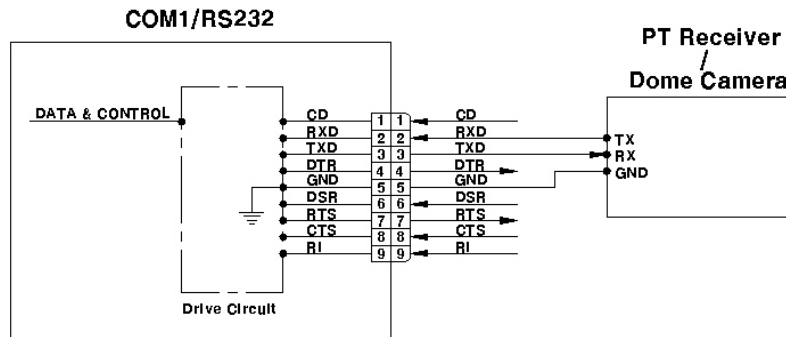 COM1/RS232
PT Receiver
/
Dome Camera
DATA & CONTROL
CD 1 1 CD
RXD 2 2 RXD TX
TXD 3 3 TXD RX
DTR 4 4 DTR
GND 5 5 GND GND
DSR 6 6 DSR
RTS 7 7 RTS
CTS 8 8 CTS
RI 9 9 RI
Drive Circuit